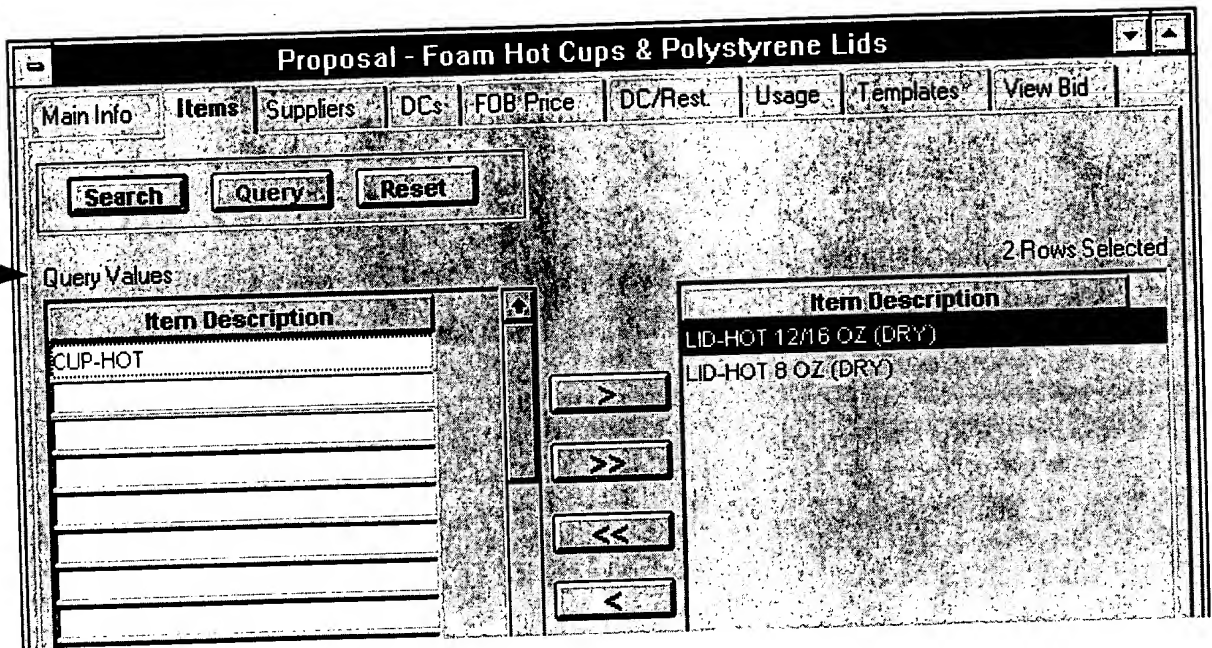 Proposal - Foam Hot Cups & Polystyrene Lids
Main Info Items Suppliers DCs FOB Price DC/Rest. Usage Templates View Bid
Search Query Reset
2 Rows Selected
Query Values
Item Description Item Description
CUP-HOT LID-HOT 12/16 OZ (DRY)
LID-HOT 8 OZ (DRY)
>
>>
<<
<